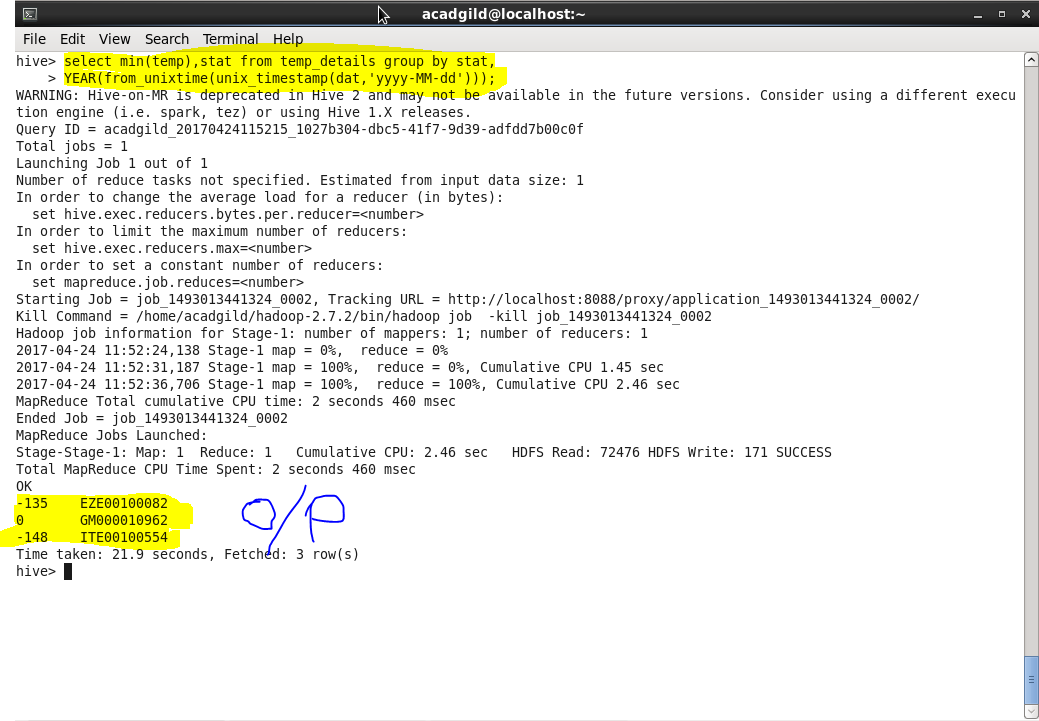 acadgild@localhost:~
File Edit View Search Terminal Help
hive> select min(temp),stat from temp_details group by stat,
    > YEAR(from_unixtime(unix_timestamp(dat,'yyyy-MM-dd')));
WARNING: Hive-on-MR is deprecated in Hive 2 and may not be available in the future versions. Consider using a different execu
tion engine (i.e. spark, tez) or using Hive 1.X releases.
Query ID = acadgild_20170424115215_1027b304-dbc5-41f7-9d39-adfdd7b00c0f
Total jobs = 1
Launching Job 1 out of 1
Number of reduce tasks not specified. Estimated from input data size: 1
In order to change the average load for a reducer (in bytes):
  set hive.exec.reducers.bytes.per.reducer=<number>
In order to limit the maximum number of reducers:
  set hive.exec.reducers.max=<number>
In order to set a constant number of reducers:
  set mapreduce.job.reduces=<number>
Starting Job = job_1493013441324_0002, Tracking URL = http://localhost:8088/proxy/application_1493013441324_0002/
Kill Command = /home/acadgild/hadoop-2.7.2/bin/hadoop job  -kill job_1493013441324_0002
Hadoop job information for Stage-1: number of mappers: 1; number of reducers: 1
2017-04-24 11:52:24,138 Stage-1 map = 0%,  reduce = 0%
2017-04-24 11:52:31,187 Stage-1 map = 100%,  reduce = 0%, Cumulative CPU 1.45 sec
2017-04-24 11:52:36,706 Stage-1 map = 100%,  reduce = 100%, Cumulative CPU 2.46 sec
MapReduce Total cumulative CPU time: 2 seconds 460 msec
Ended Job = job_1493013441324_0002
MapReduce Jobs Launched:
Stage-Stage-1: Map: 1  Reduce: 1   Cumulative CPU: 2.46 sec   HDFS Read: 72476 HDFS Write: 171 SUCCESS
Total MapReduce CPU Time Spent: 2 seconds 460 msec
OK
-135    EZE00100082
0       GM000010962
-148    ITE00100554
O/P
Time taken: 21.9 seconds, Fetched: 3 row(s)
hive>